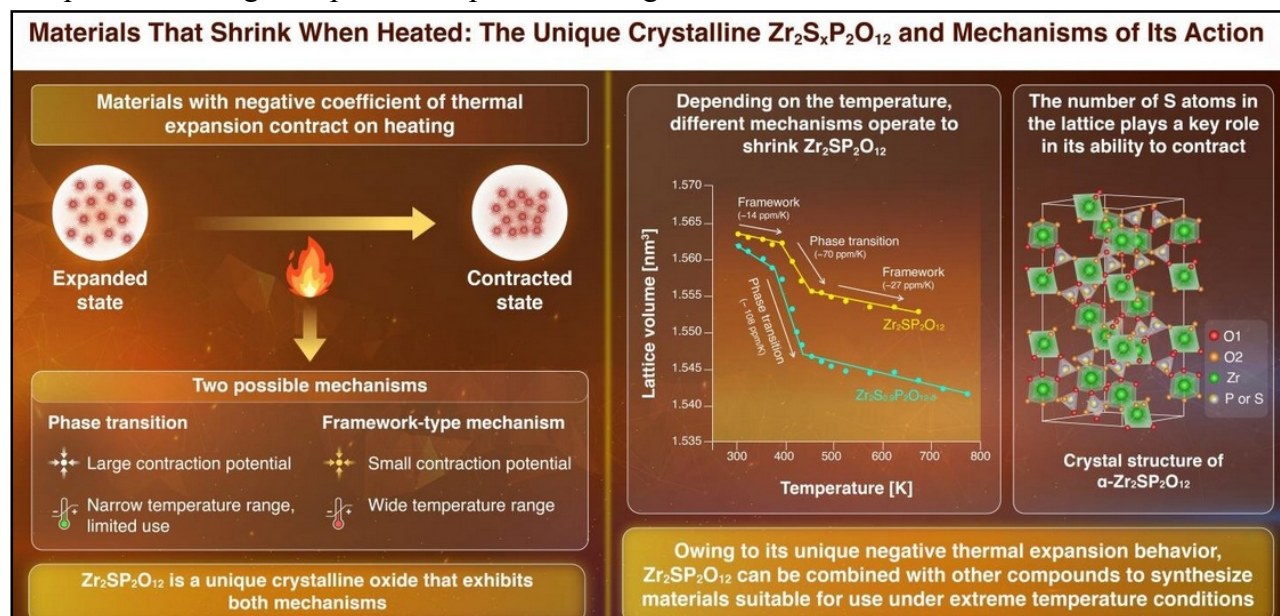 Materials That Shrink When Heated: The Unique Crystalline Zr₂SₓP₂O₁₂ and Mechanisms of Its Action
Materials with negative coefficient of thermal
expansion contract on heating
Expanded
state
Contracted
state
Two possible mechanisms
Phase transition
Large contraction potential
Narrow temperature range,
limited use
Framework-type mechanism
Small contraction potential
Wide temperature range
Zr₂SP₂O₁₂ is a unique crystalline oxide that exhibits
both mechanisms
Depending on the temperature,
different mechanisms operate to
shrink Zr₂SP₂O₁₂
Lattice volume [nm³]
1.570
1.565
1.560
1.555
1.550
1.545
1.540
1.535
Framework
(~14 ppm/K)
Phase transition
(~70 ppm/K)
Framework
(~27 ppm/K)
Phase transition
(~ 108 ppm/K)
Zr₂SP₂O₁₂
300
400
500
600
700
800
Temperature [K]
The number of S atoms in
the lattice plays a key role
in its ability to contract
O1
O2
Zr
P or S
Crystal structure of
α-Zr₂SP₂O₁₂
Owing to its unique negative thermal expansion behavior,
Zr₂SP₂O₁₂ can be combined with other compounds to synthesize
materials suitable for use under extreme temperature conditions